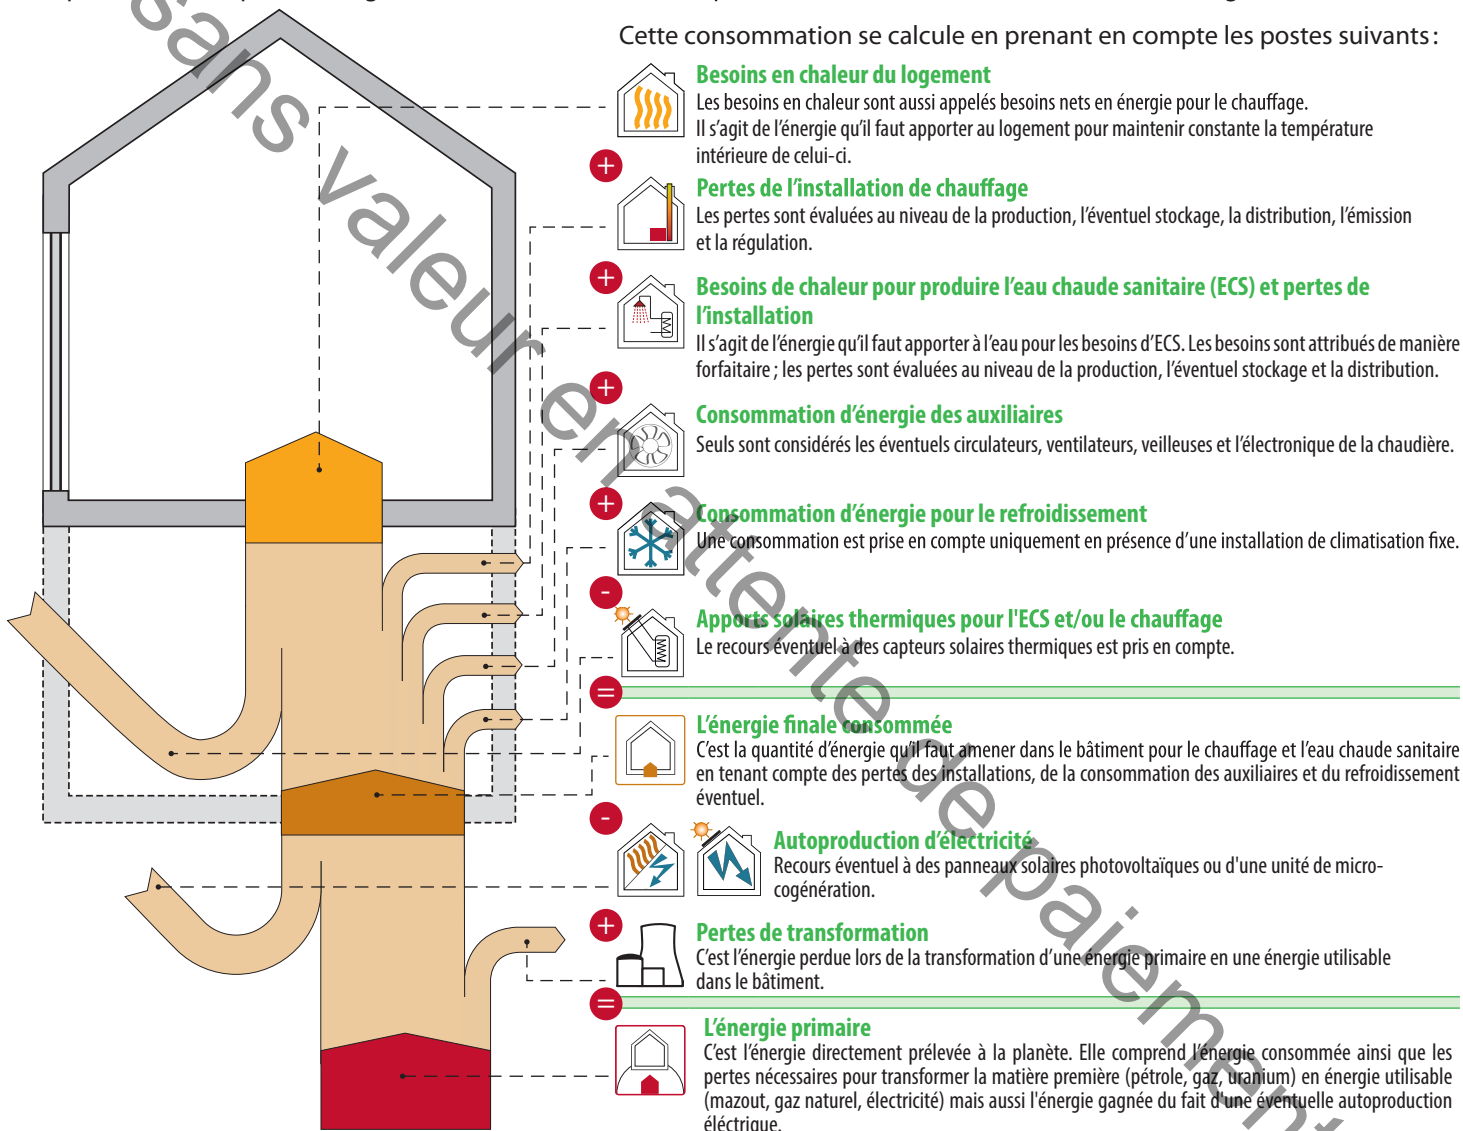 Cette consommation se calcule en prenant en compte les postes suivants :
Besoins en chaleur du logement
Les besoins en chaleur sont aussi appelés besoins nets en énergie pour le chauffage.
Il s'agit de l'énergie qu'il faut apporter au logement pour maintenir constante la température
intérieure de celui-ci.
+
Pertes de l'installation de chauffage
Les pertes sont évaluées au niveau de la production, l'éventuel stockage, la distribution, l'émission
et la régulation.
+
Besoins de chaleur pour produire l'eau chaude sanitaire (ECS) et pertes de
l'installation
Il s'agit de l'énergie qu'il faut apporter à l'eau pour les besoins d'ECS. Les besoins sont attribués de manière
forfaitaire ; les pertes sont évaluées au niveau de la production, l'éventuel stockage et la distribution.
+
Consommation d'énergie des auxiliaires
Seuls sont considérés les éventuels circulateurs, ventilateurs, veilleuses et l'électronique de la chaudière.
+
Consommation d'énergie pour le refroidissement
Une consommation est prise en compte uniquement en présence d'une installation de climatisation fixe.
-
Apports solaires thermiques pour l'ECS et/ou le chauffage
Le recours éventuel à des capteurs solaires thermiques est pris en compte.
=
L'énergie finale consommée
C'est la quantité d'énergie qu'il faut amener dans le bâtiment pour le chauffage et l'eau chaude sanitaire
en tenant compte des pertes des installations, de la consommation des auxiliaires et du refroidissement
éventuel.
-
Autoproduction d'électricité
Recours éventuel à des panneaux solaires photovoltaïques ou d'une unité de micro-
cogénération.
+
Pertes de transformation
C'est l'énergie perdue lors de la transformation d'une énergie primaire en une énergie utilisable
dans le bâtiment.
=
L'énergie primaire
C'est l'énergie directement prélevée à la planète. Elle comprend l'énergie consommée ainsi que les
pertes nécessaires pour transformer la matière première (pétrole, gaz, uranium) en énergie utilisable
(mazout, gaz naturel, électricité) mais aussi l'énergie gagnée du fait d'une éventuelle autoproduction
éléctrique.
sans valeur en attente de paiement